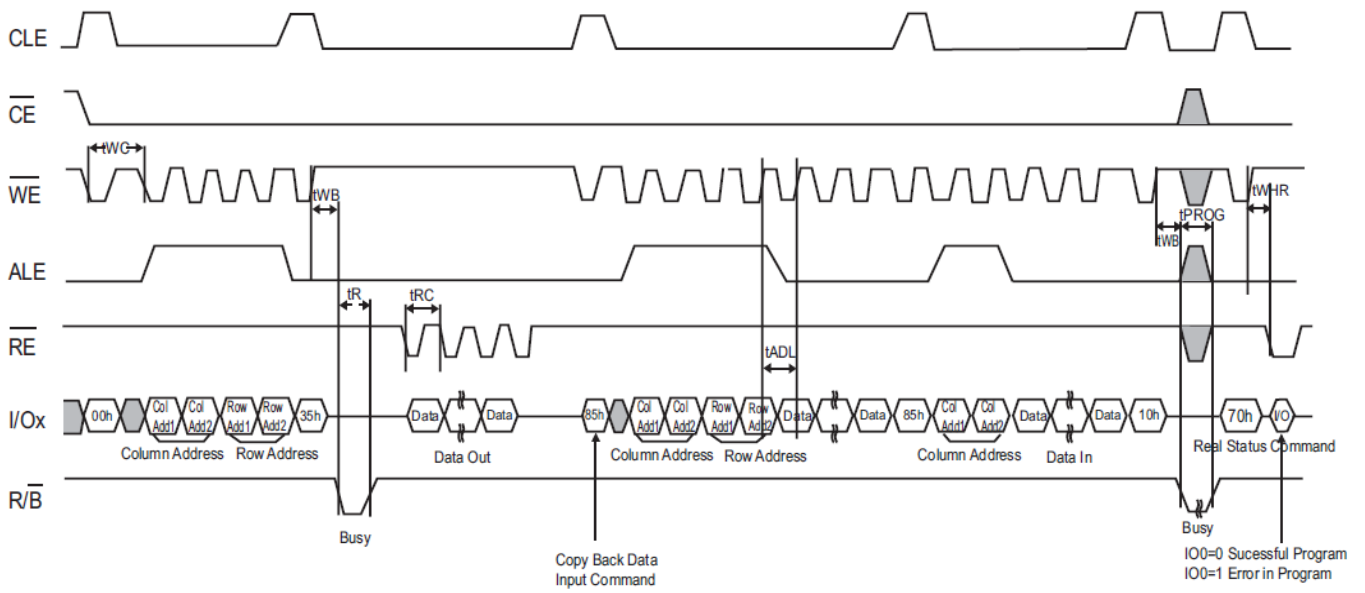 CLE
CE
tWC
WE
tWB
tPROG
tWHR
tWB
ALE
tR
tRC
RE
tADL
I/Ox
00h
Col Add1
Col Add2
Row Add1
Row Add2
35h
Data
Data
85h
Col Add1
Col Add2
Row Add1
Row Add2
Data
Data
85h
Col Add1
Col Add2
Data
Data
10h
70h
I/O
Column Address
Row Address
Data Out
Column Address
Row Address
Column Address
Data In
Real Status Command
R/B
Busy
Busy
Copy Back Data
Input Command
IO0=0 Sucessful Program
IO0=1 Error in Program